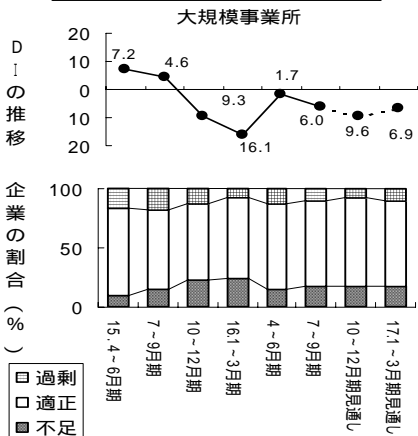 大規模事業所
DIの推移
20
10
0
10
20
7.2
4.6
9.3
16.1
1.7
6.0
9.6
6.9
企業の割合(%)
100
50
0
15.4~6月期
7~9月期
10~12月期
16.1~3月期
4~6月期
7~9月期
10~12月期見通し
17.1~3月期見通し
過剰
適正
不足